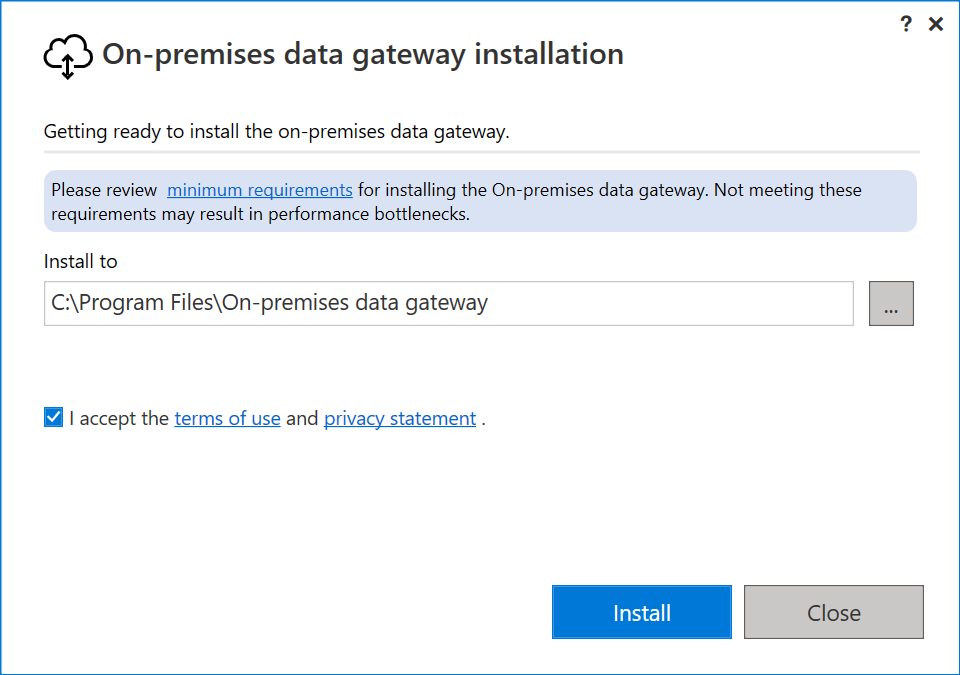 ? ×
On-premises data gateway installation
Getting ready to install the on-premises data gateway.
Please review minimum requirements for installing the On-premises data gateway. Not meeting these
requirements may result in performance bottlenecks.
Install to
C:\Program Files\On-premises data gateway
...
I accept the terms of use and privacy statement .
Install Close